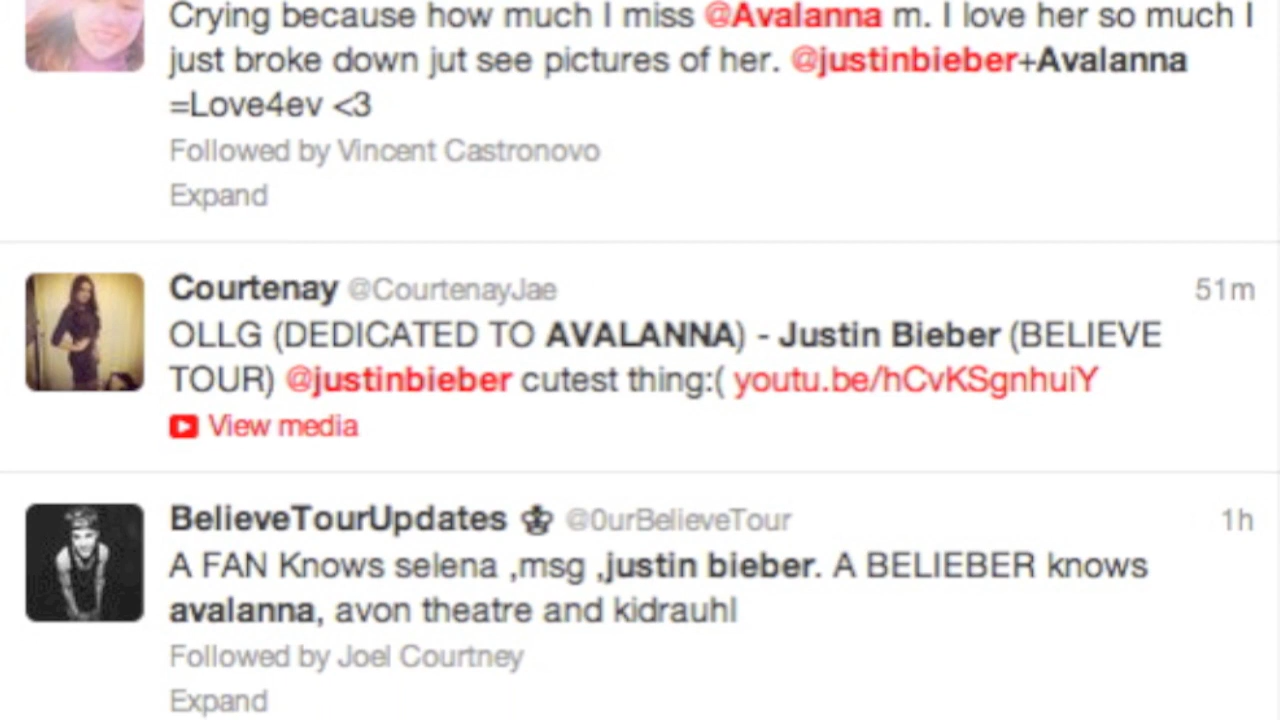 Crying because how much I miss @Avalanna m. I love her so much I
just broke down jut see pictures of her. @justinbieber+Avalanna
=Love4ev <3
Followed by Vincent Castronovo
Expand
Courtenay @CourtenayJae 51m
OLLG (DEDICATED TO AVALANNA) - Justin Bieber (BELIEVE
TOUR) @justinbieber cutest thing:( youtu.be/hCvKSgnhuiY
View media
BelieveTourUpdates ♔ @0urBelieveTour 1h
A FAN Knows selena ,msg ,justin bieber. A BELIEBER knows
avalanna, avon theatre and kidrauhl
Followed by Joel Courtney
Expand